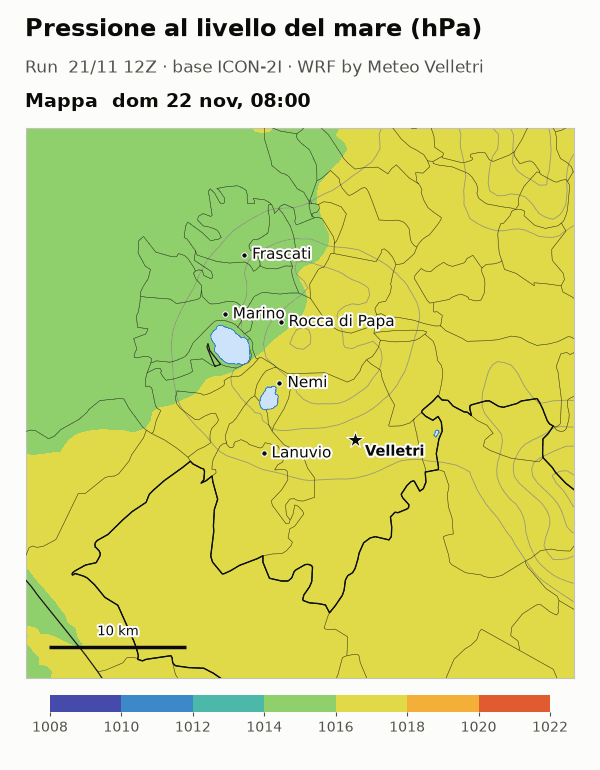 Pressione al livello del mare (hPa)
Run  21/11 12Z · base ICON-2I · WRF by Meteo Velletri
Mappa  dom 22 nov, 08:00
Frascati
Marino
Rocca di Papa
Nemi
Velletri
Lanuvio
10 km
1008 1010 1012 1014 1016 1018 1020 1022